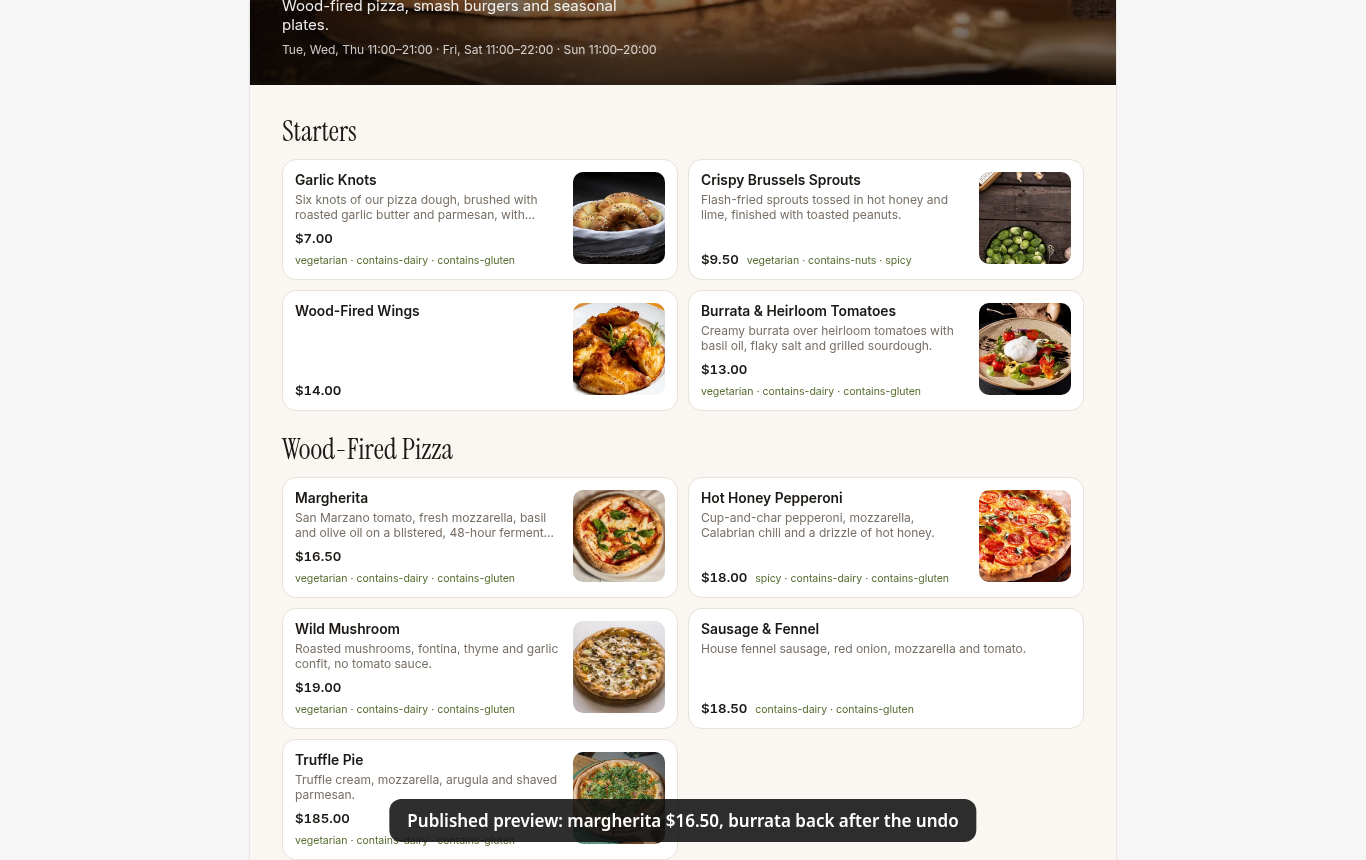 Wood-fired pizza, smash burgers and seasonal
plates.
Tue, Wed, Thu 11:00–21:00 · Fri, Sat 11:00–22:00 · Sun 11:00–20:00
Starters
Garlic Knots
Six knots of our pizza dough, brushed with
roasted garlic butter and parmesan, with...
$7.00
vegetarian · contains-dairy · contains-gluten
Crispy Brussels Sprouts
Flash-fried sprouts tossed in hot honey and
lime, finished with toasted peanuts.
$9.50 vegetarian · contains-nuts · spicy
Wood-Fired Wings
$14.00
Burrata & Heirloom Tomatoes
Creamy burrata over heirloom tomatoes with
basil oil, flaky salt and grilled sourdough.
$13.00
vegetarian · contains-dairy · contains-gluten
Wood-Fired Pizza
Margherita
San Marzano tomato, fresh mozzarella, basil
and olive oil on a blistered, 48-hour ferment...
$16.50
vegetarian · contains-dairy · contains-gluten
Hot Honey Pepperoni
Cup-and-char pepperoni, mozzarella,
Calabrian chili and a drizzle of hot honey.
$18.00 spicy · contains-dairy · contains-gluten
Wild Mushroom
Roasted mushrooms, fontina, thyme and garlic
confit, no tomato sauce.
$19.00
vegetarian · contains-dairy · contains-gluten
Sausage & Fennel
House fennel sausage, red onion, mozzarella and tomato.
$18.50 contains-dairy · contains-gluten
Truffle Pie
Truffle cream, mozzarella, arugula and shaved
parmesan.
$185.00
vegetarian · contains-dairy · contains-gluten
Published preview: margherita $16.50, burrata back after the undo